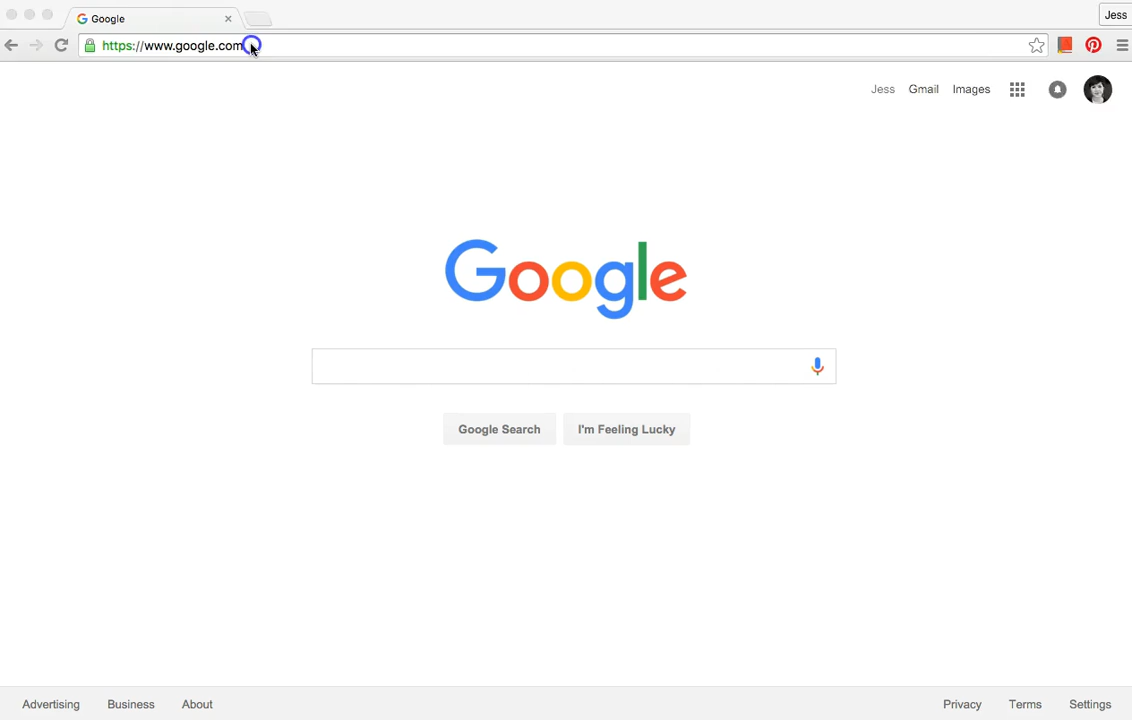 Google
Jess
https://www.google.com
Jess Gmail Images
Google
Google Search I'm Feeling Lucky
Advertising Business About Privacy Terms Settings